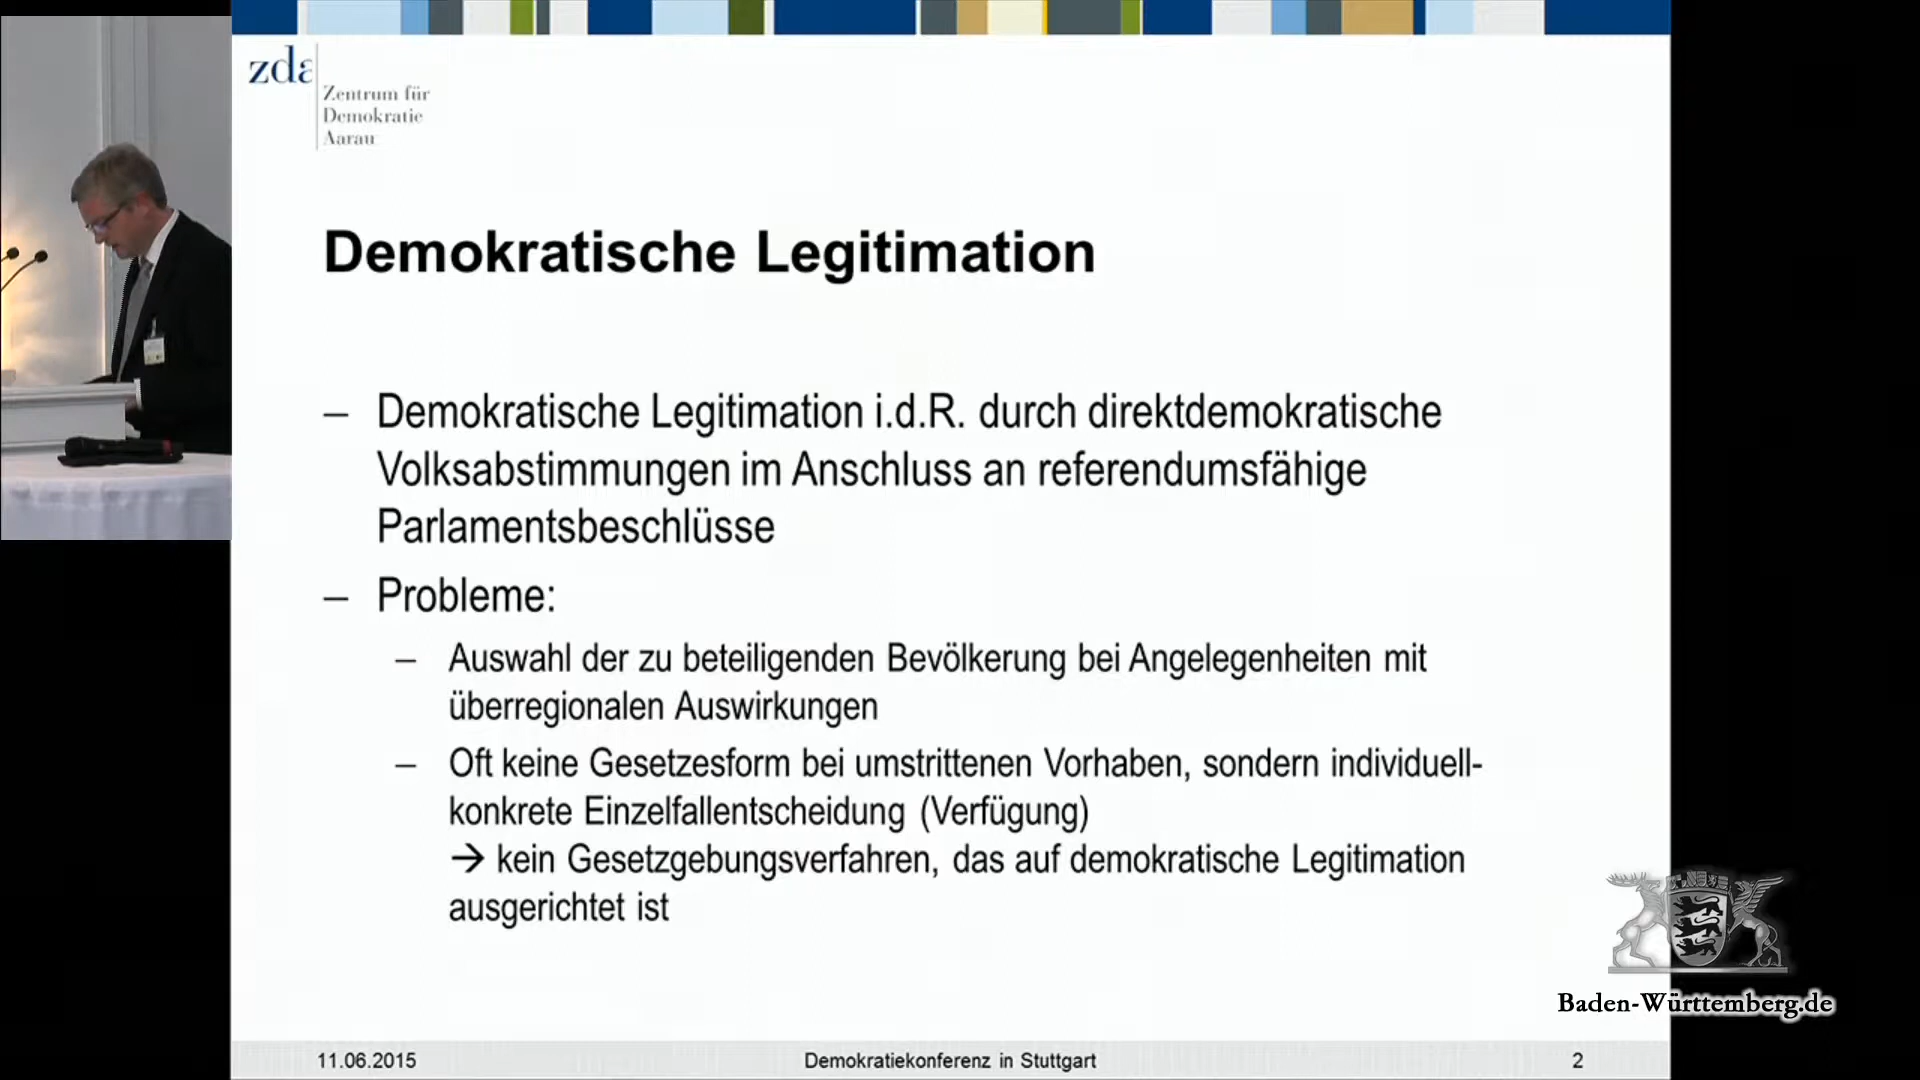 zda
Zentrum für
Demokratie
Aarau
Demokratische Legitimation
– Demokratische Legitimation i.d.R. durch direktdemokratische
Volksabstimmungen im Anschluss an referendumsfähige
Parlamentsbeschlüsse
– Probleme:
– Auswahl der zu beteiligenden Bevölkerung bei Angelegenheiten mit
überregionalen Auswirkungen
– Oft keine Gesetzesform bei umstrittenen Vorhaben, sondern individuell-
konkrete Einzelfallentscheidung (Verfügung)
→ kein Gesetzgebungsverfahren, das auf demokratische Legitimation
ausgerichtet ist
Baden-Württemberg.de
11.06.2015
Demokratiekonferenz in Stuttgart
2